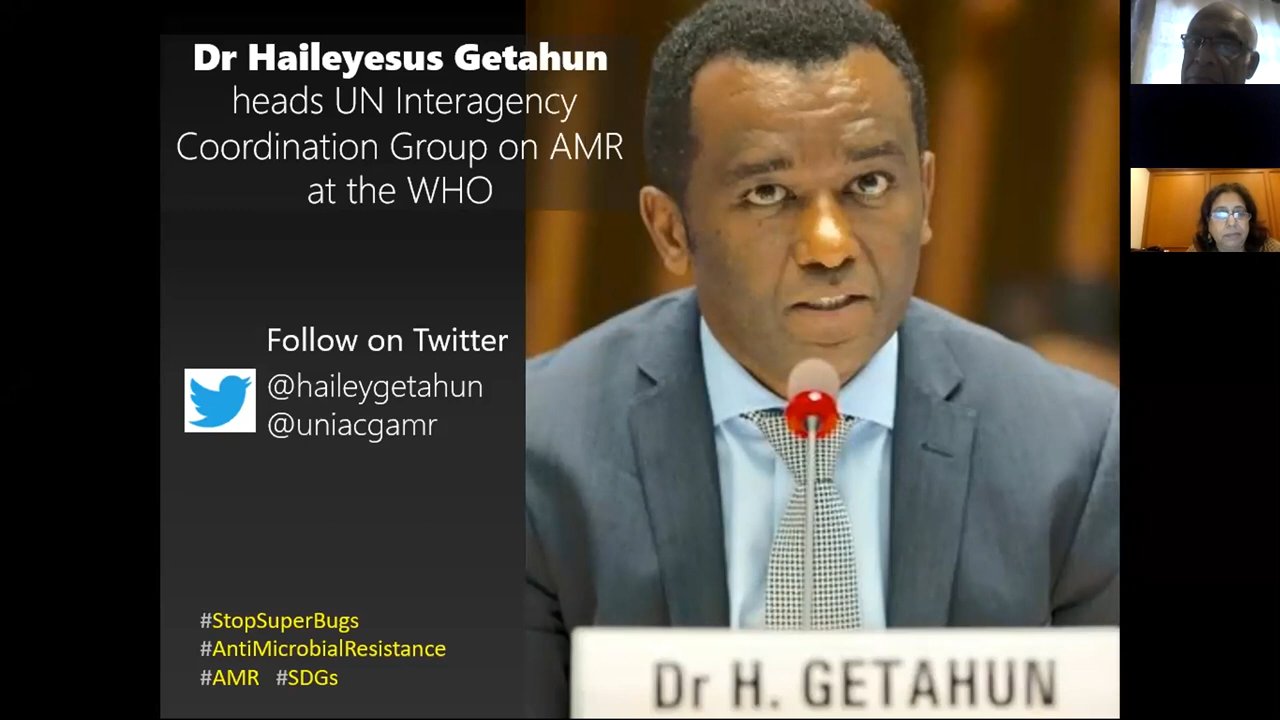 Dr Haileyesus Getahun
heads UN Interagency
Coordination Group on AMR
at the WHO
Follow on Twitter
@haileygetahun
@uniacgamr
#StopSuperBugs
#AntiMicrobialResistance
#AMR #SDGs
Dr H. GETAHUN